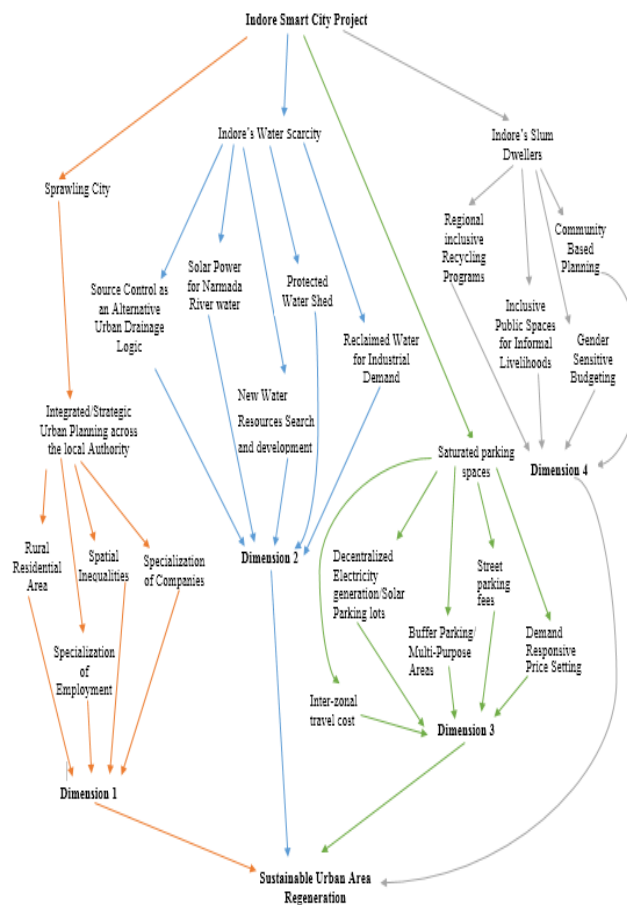 Indore Smart City Project
Indore's Water Scarcity
Indore's Slum
Dwellers
Sprawling City
Regional
inclusive
Recycling
Programs
Community
Based
Planning
Source Control as
an Alternative
Urban Drainage
Logic
Solar Power
for Narmada
River water
Protected
Water Shed
Inclusive
Public Spaces
for Informal
Livelihoods
Gender
Sensitive
Budgeting
Reclaimed Water
for Industrial
Demand
New Water
Resources Search
and development
Integrated/Strategic
Urban Planning across
the local Authority
Saturated parking
spaces
Dimension 4
Rural
Residential
Area
Spatial
Inequalities
Specialization
of Companies
Dimension 2
Decentralized
Electricity
generation/Solar
Parking lots
Street
parking
fees
Buffer Parking/
Multi-Purpose
Areas
Demand
Responsive
Price Setting
Specialization
of
Employment
Inter-zonal
travel cost
Dimension 3
Dimension 1
Sustainable Urban Area
Regeneration